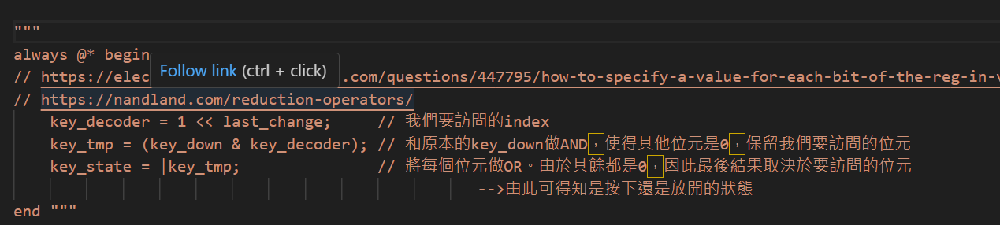 """
always @* begin
Follow link (ctrl + click)
// https://elec .com/questions/447795/how-to-specify-a-value-for-each-bit-of-the-reg-in-v
// https://nandland.com/reduction-operators/
key_decoder = 1 << last_change; // 我們要訪問的index
key_tmp = (key_down & key_decoder); // 和原本的key_down做AND，使得其他位元是0，保留我們要訪問的位元
key_state = |key_tmp; // 將每個位元做OR。由於其餘都是0，因此最後結果取決於要訪問的位元
-->由此可得知是按下還是放開的狀態
end """